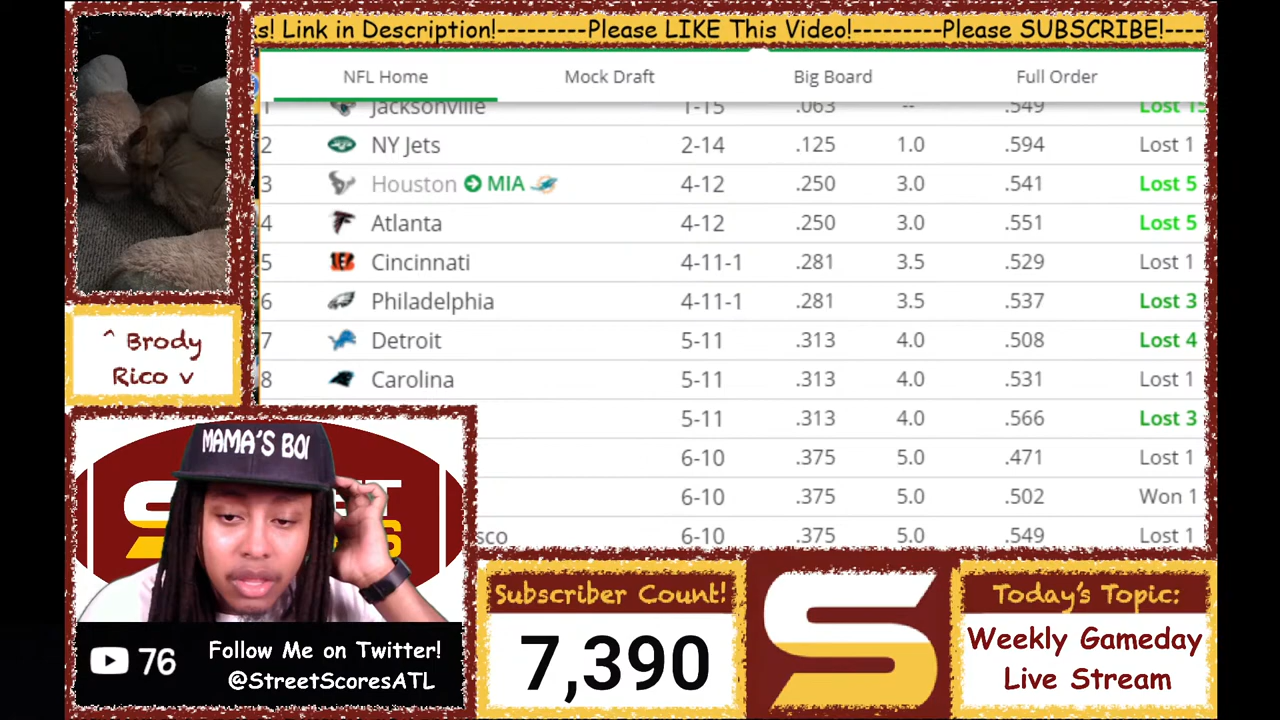 s! Link in Description!---------Please LIKE This Video!---------Please SUBSCRIBE!----
NFL Home Mock Draft Big Board Full Order
1 Jacksonville 1-15 .063 -- .549 Lost 15
2 NY Jets 2-14 .125 1.0 .594 Lost 1
3 Houston MIA 4-12 .250 3.0 .541 Lost 5
4 Atlanta 4-12 .250 3.0 .551 Lost 5
5 Cincinnati 4-11-1 .281 3.5 .529 Lost 1
6 Philadelphia 4-11-1 .281 3.5 .537 Lost 3
7 Detroit 5-11 .313 4.0 .508 Lost 4
8 Carolina 5-11 .313 4.0 .531 Lost 1
5-11 .313 4.0 .566 Lost 3
6-10 .375 5.0 .471 Lost 1
6-10 .375 5.0 .502 Won 1
sco 6-10 .375 5.0 .549 Lost 1
^ Brody
Rico v
MAMA'S BOI
76
Follow Me on Twitter!
@StreetScoresATL
Subscriber Count!
7,390
S
Today's Topic:
Weekly Gameday
Live Stream